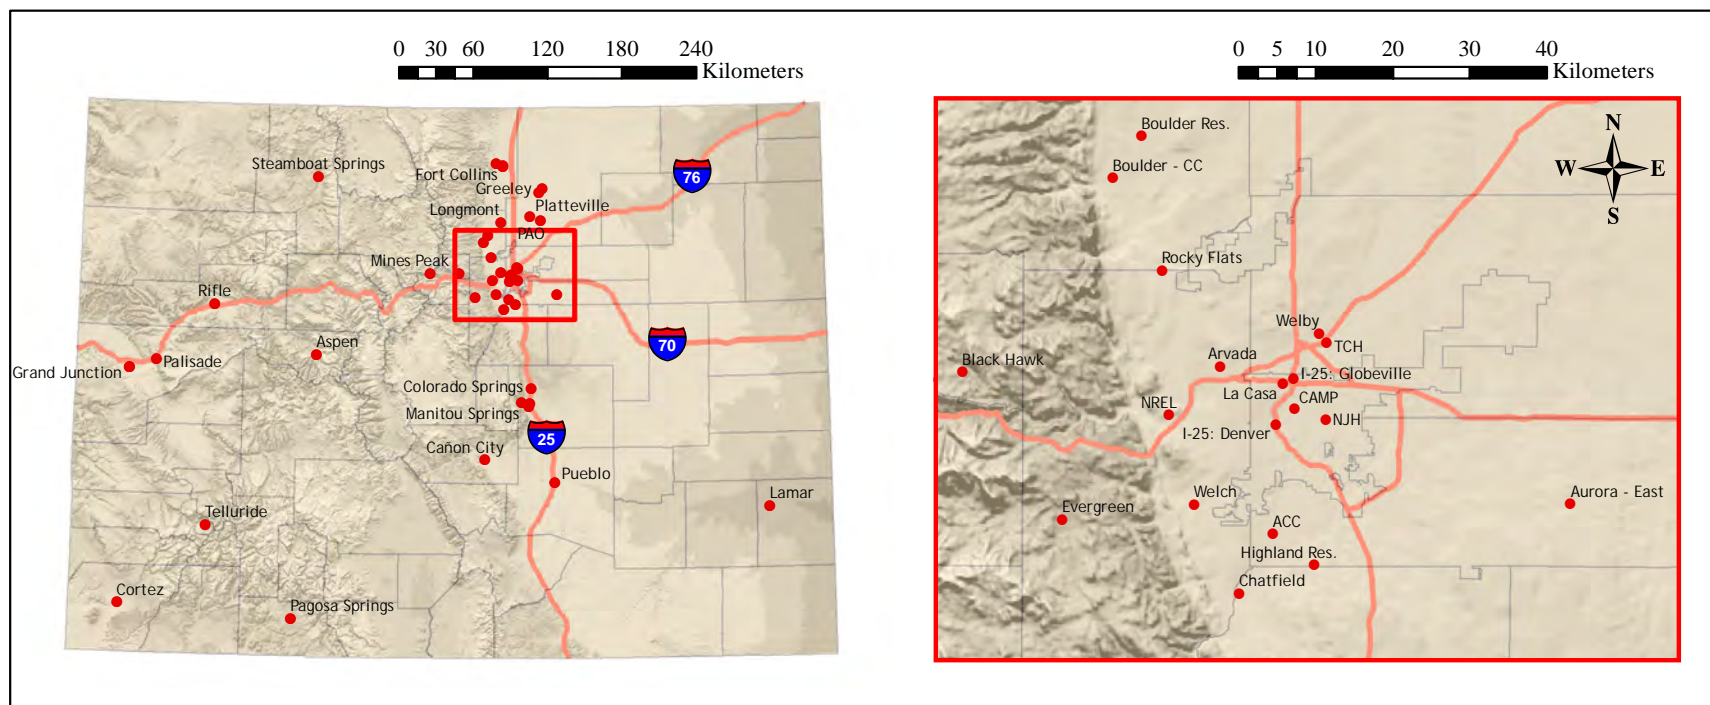 0 30 60 120 180 240
Kilometers
0 5 10 20 30 40
Kilometers
Steamboat Springs
Fort Collins
Greeley
Longmont
Platteville
PAO
76
Mines Peak
Rifle
Aspen
Palisade
Grand Junction
70
Colorado Springs
Manitou Springs
25
Cañon City
Pueblo
Lamar
Telluride
Cortez
Pagosa Springs
Boulder Res.
Boulder - CC
N
W E
S
Rocky Flats
Welby
TCH
Arvada
Black Hawk
I-25: Globeville
La Casa
CAMP
NREL
NJH
I-25: Denver
Welch
Aurora - East
Evergreen
ACC
Highland Res.
Chatfield